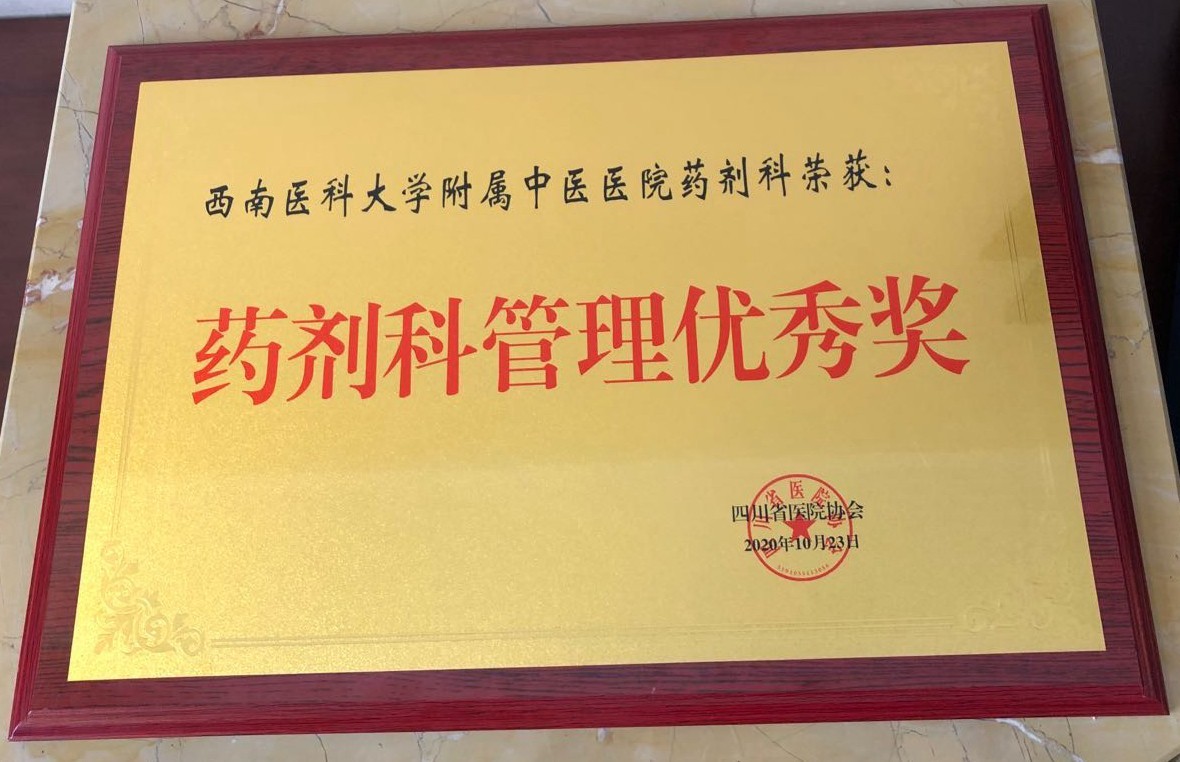 西南医科大学附属中医医院药剂科荣获：
药剂科管理优秀奖
四川省医院协会
2020年10月23日